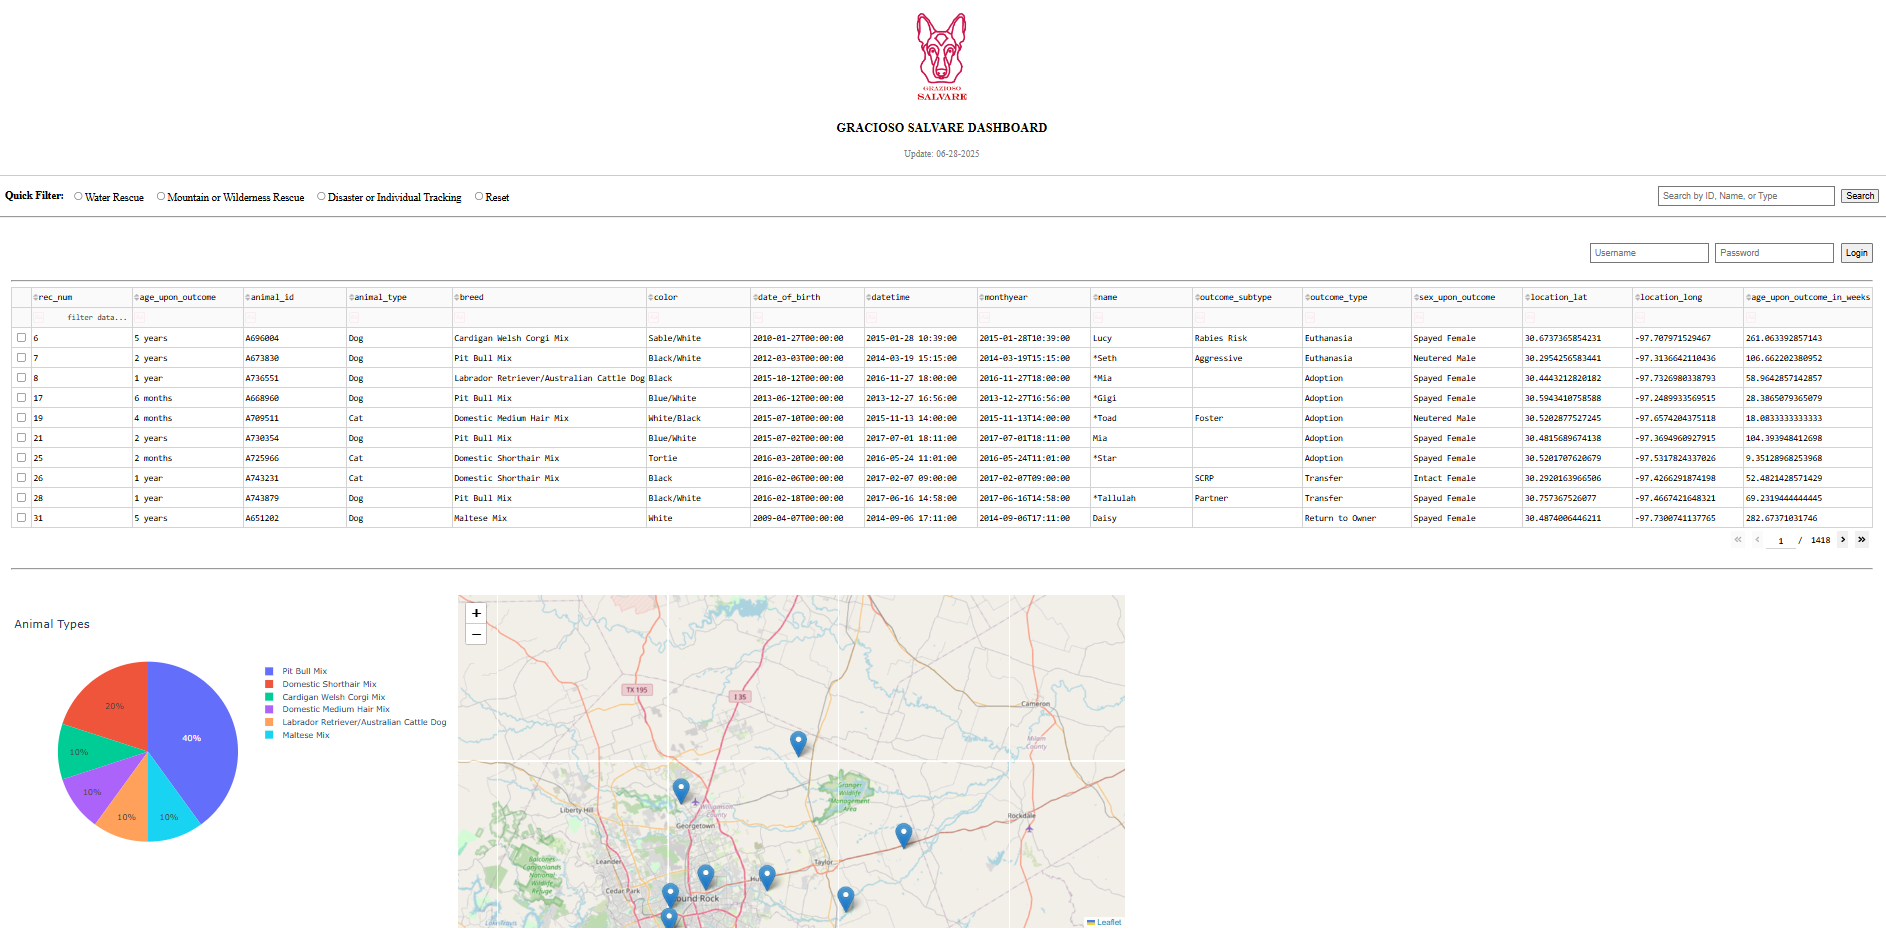 GRAZIOSO
SALVARE
GRACIOSO SALVARE DASHBOARD
Update: 06-28-2025
Quick Filter: Water Rescue Mountain or Wilderness Rescue Disaster or Individual Tracking Reset Search by ID, Name, or Type Search
Username Password Login
rec_num age_upon_outcome animal_id animal_type breed color date_of_birth datetime monthyear name outcome_subtype outcome_type sex_upon_outcome location_lat location_long age_upon_outcome_in_weeks
filter data...
6 5 years A696004 Dog Cardigan Welsh Corgi Mix Sable/White 2010-01-27T00:00:00 2015-01-28 10:39:00 2015-01-28T10:39:00 Lucy Rabies Risk Euthanasia Spayed Female 30.6737365854231 -97.707971529467 261.063392857143
7 2 years A673830 Dog Pit Bull Mix Black/White 2012-03-03T00:00:00 2014-03-19 15:15:00 2014-03-19T15:15:00 *Seth Aggressive Euthanasia Neutered Male 30.2954256583441 -97.3136642110436 106.662202380952
8 1 year A736551 Dog Labrador Retriever/Australian Cattle Dog Black 2015-10-12T00:00:00 2016-11-27 18:00:00 2016-11-27T18:00:00 *Mia Adoption Spayed Female 30.4443212820182 -97.7326980338793 58.9642857142857
17 6 months A668960 Dog Pit Bull Mix Blue/White 2013-06-12T00:00:00 2013-12-27 16:56:00 2013-12-27T16:56:00 *Gigi Adoption Spayed Female 30.5943410758588 -97.2489933569515 28.3865079365079
19 4 months A709511 Cat Domestic Medium Hair Mix White/Black 2015-07-10T00:00:00 2015-11-13 14:00:00 2015-11-13T14:00:00 *Toad Foster Adoption Neutered Male 30.5202877527245 -97.6574204375118 18.0833333333333
21 2 years A730354 Dog Pit Bull Mix Blue/White 2015-07-02T00:00:00 2017-07-01 18:11:00 2017-07-01T18:11:00 Mia Adoption Spayed Female 30.4815689674138 -97.3694960927915 104.393948412698
25 2 months A725966 Cat Domestic Shorthair Mix Tortie 2016-03-20T00:00:00 2016-05-24 11:01:00 2016-05-24T11:01:00 *Star Adoption Spayed Female 30.5201707620679 -97.5317824337026 9.35128968253968
26 1 year A743231 Cat Domestic Shorthair Mix Black 2016-02-06T00:00:00 2017-02-07 09:00:00 2017-02-07T09:00:00 SCRP Transfer Intact Female 30.2920163966506 -97.4266291874198 52.4821428571429
28 1 year A743879 Dog Pit Bull Mix Black/White 2016-02-18T00:00:00 2017-06-16 14:58:00 2017-06-16T14:58:00 *Tallulah Partner Transfer Spayed Female 30.757367526077 -97.4667421648321 69.2319444444445
31 5 years A651202 Dog Maltese Mix White 2009-04-07T00:00:00 2014-09-06 17:11:00 2014-09-06T17:11:00 Daisy Return to Owner Spayed Female 30.4874006446211 -97.7300741137765 282.67371031746
1 / 1418
Animal Types
Pit Bull Mix
Domestic Shorthair Mix
Cardigan Welsh Corgi Mix
Domestic Medium Hair Mix
Labrador Retriever/Australian Cattle Dog
Maltese Mix
20%
40%
10%
10%
10%
10%
+
−
TX 195
I 35
Cameron
Milam
County
Granger
Wildlife
Management
Area
Williamson
County
Liberty Hill
Georgetown
Rockdale
Leander
Taylor
Balcones
Canyonlands
National
Wildlife
Refuge
Cedar Park
Hu
ound Rock
Leaflet